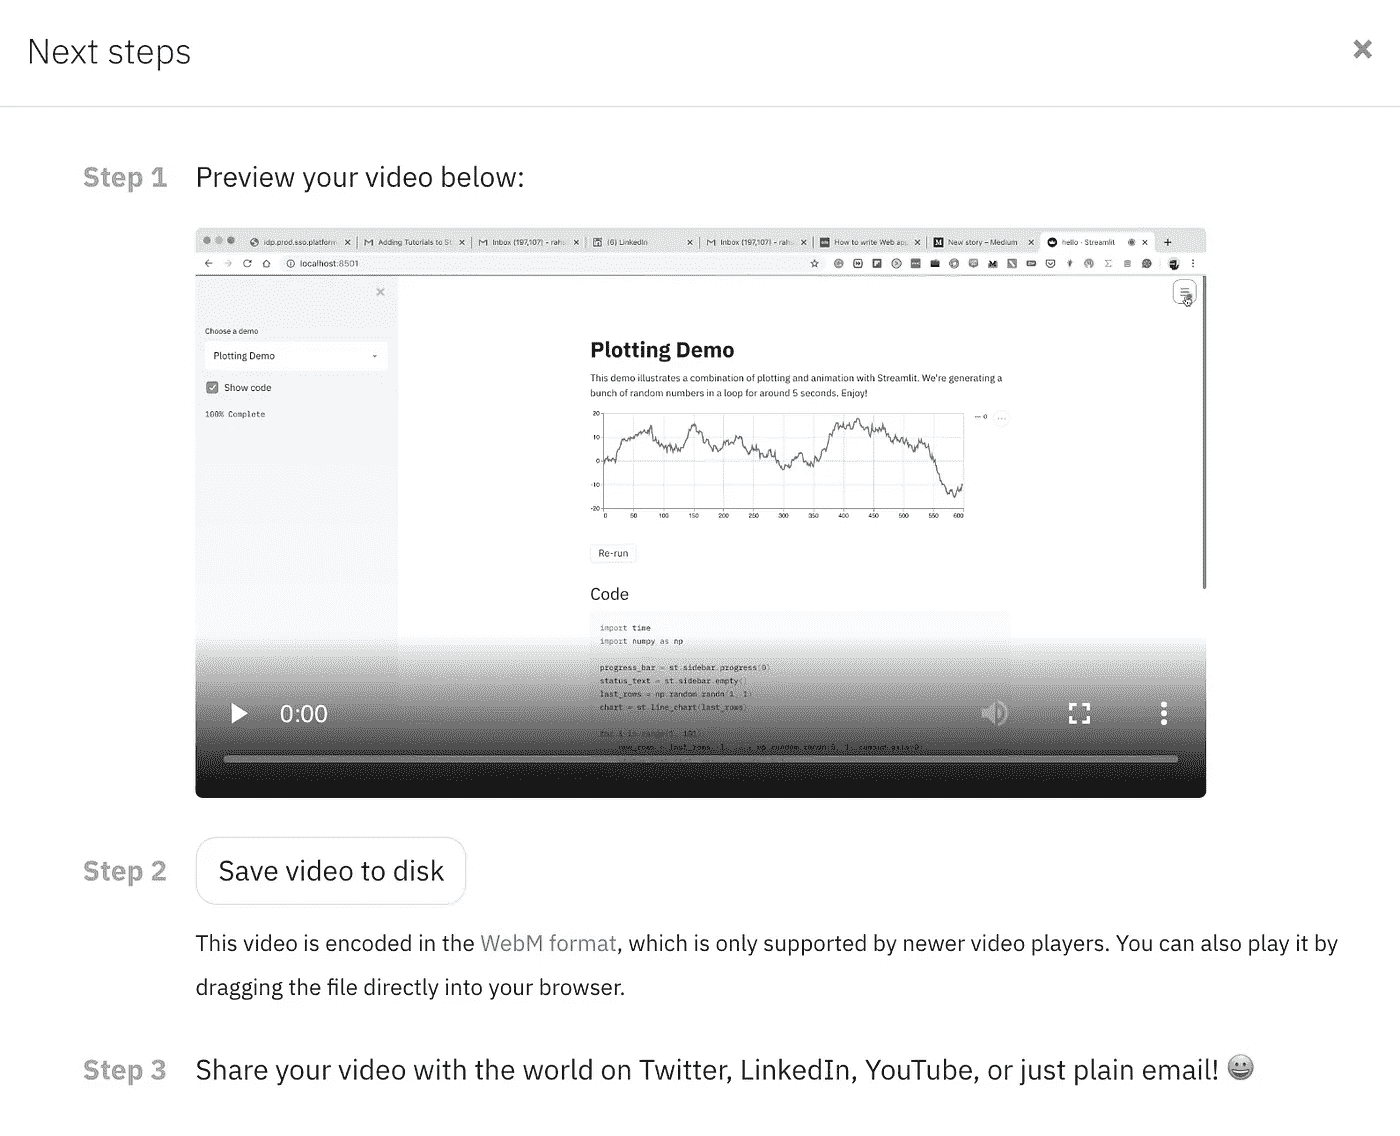 Next steps
Step 1 Preview your video below:
idp.prod.sso.platform Adding Tutorials to St Inbox (197,107) - rah (6) LinkedIn Inbox (197,107) - rah How to write Web ap New story – Medium hello · Streamlit
localhost:8501
Choose a demo
Plotting Demo
Show code
100% Complete
Plotting Demo
This demo illustrates a combination of plotting and animation with Streamlit. We're generating a
bunch of random numbers in a loop for around 5 seconds. Enjoy!
20
10
0
-10
-20
0 50 100 150 200 250 300 350 400 450 500 550 600
0
Re-run
Code
import time
import numpy as np
progress_bar = st.sidebar.progress(0)
status_text = st.sidebar.empty()
last_rows = np.random.randn(1, 1)
chart = st.line_chart(last_rows)
for i in range(1, 101):
0:00
Step 2 Save video to disk
This video is encoded in the WebM format, which is only supported by newer video players. You can also play it by
dragging the file directly into your browser.
Step 3 Share your video with the world on Twitter, LinkedIn, YouTube, or just plain email! 😀